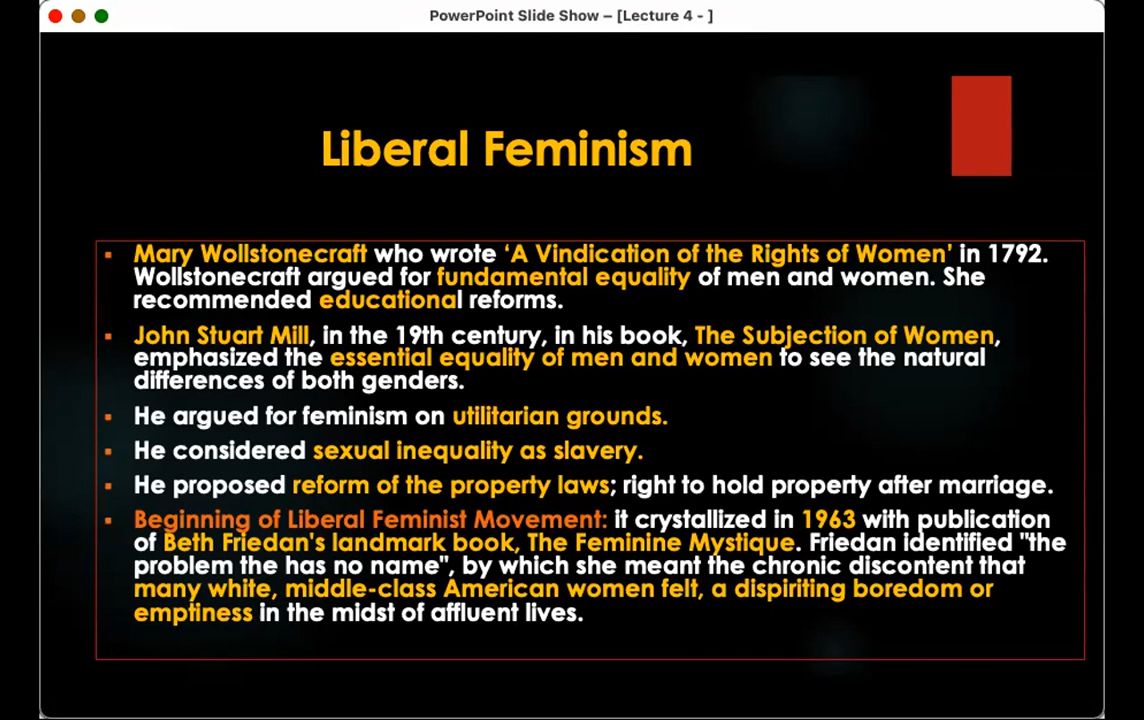 PowerPoint Slide Show – [Lecture 4 - ]
Liberal Feminism
▪ Mary Wollstonecraft who wrote ‘A Vindication of the Rights of Women’ in 1792.
Wollstonecraft argued for fundamental equality of men and women. She
recommended educational reforms.
▪ John Stuart Mill, in the 19th century, in his book, The Subjection of Women,
emphasized the essential equality of men and women to see the natural
differences of both genders.
▪ He argued for feminism on utilitarian grounds.
▪ He considered sexual inequality as slavery.
▪ He proposed reform of the property laws; right to hold property after marriage.
▪ Beginning of Liberal Feminist Movement: it crystallized in 1963 with publication
of Beth Friedan's landmark book, The Feminine Mystique. Friedan identified "the
problem the has no name", by which she meant the chronic discontent that
many white, middle-class American women felt, a dispiriting boredom or
emptiness in the midst of affluent lives.